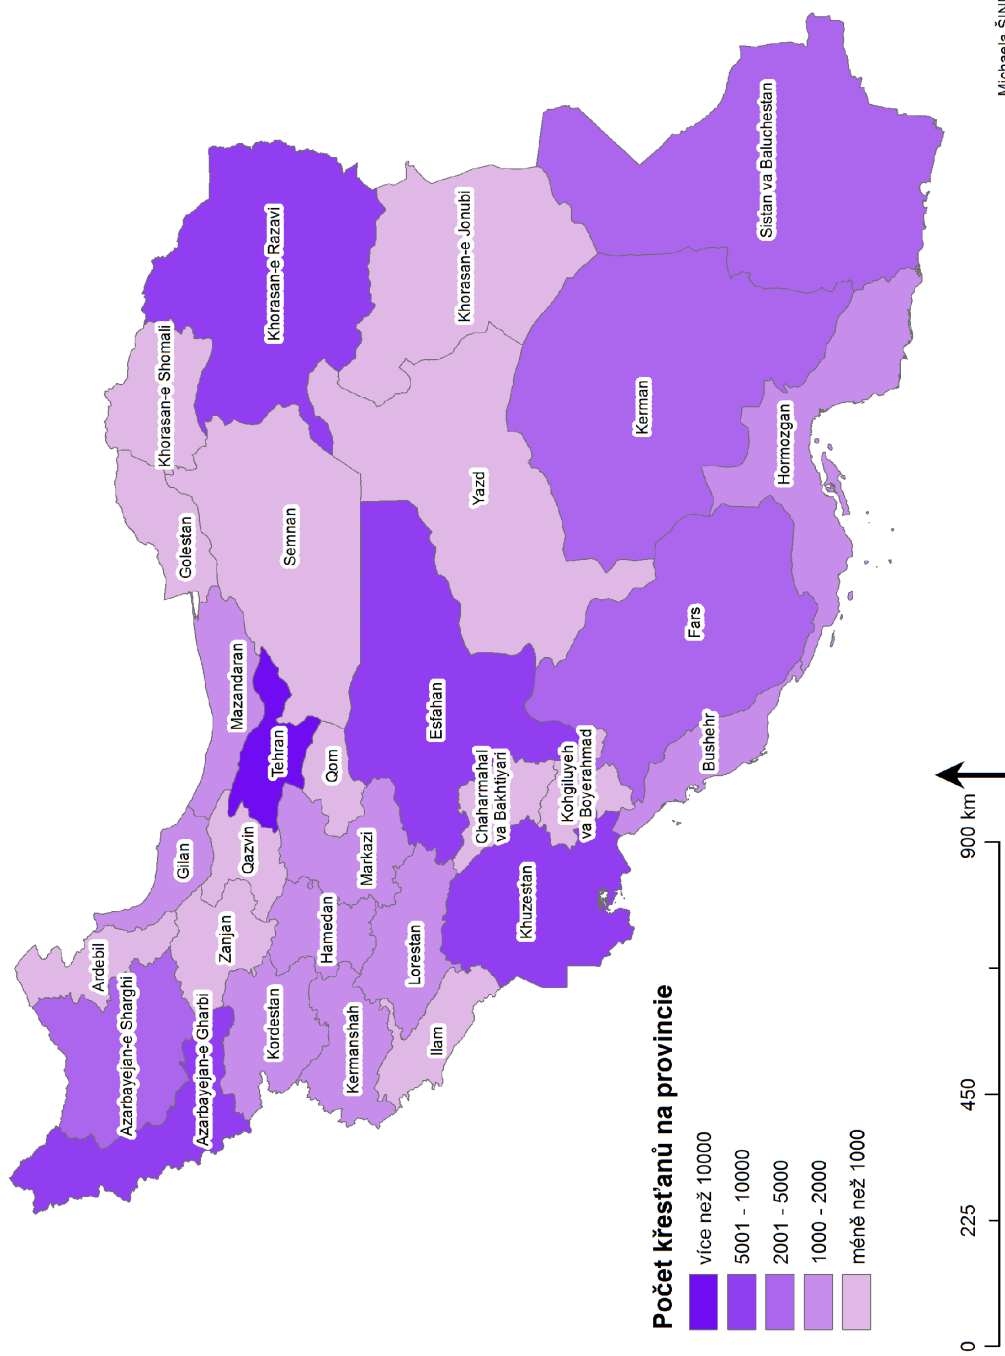 Ardebil
Azarbayejan-e Sharghi
Khorasan-e Shomali
Gilan
Golestan
Azarbayejan-e Gharbi
Zanjan
Mazandaran
Qazvin
Kordestan
Tehran
Khorasan-e Razavi
Semnan
Hamedan
Qom
Kermanshah
Markazi
Lorestan
Ilam
Esfahan
Khorasan-e Jonubi
Yazd
Chaharmahal
va Bakhtiyari
Khuzestan
Kohgiluyeh
va Boyerahmad
Kerman
Fars
Bushehr
Sistan va Baluchestan
Hormozgan
Počet křesťanů na provincie
více než 10000
5001 - 10000
2001 - 5000
1000 - 2000
méně než 1000
0 225 450 900 km
Michaela